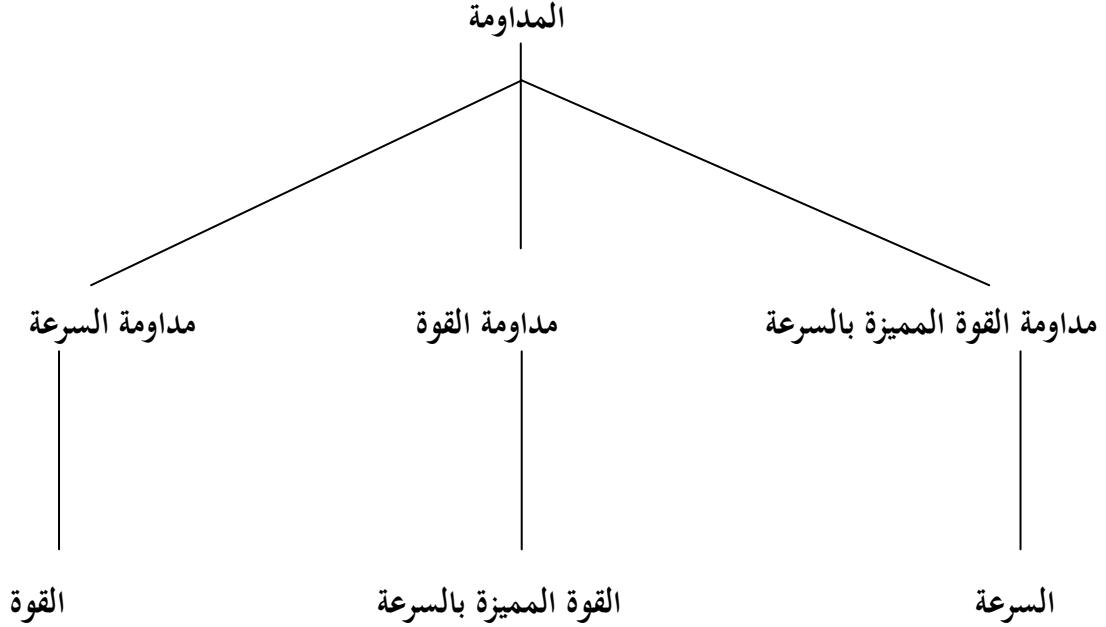 المداومة
مداومة القوة المميزة بالسرعة
مداومة القوة
مداومة السرعة
السرعة
القوة المميزة بالسرعة
القوة